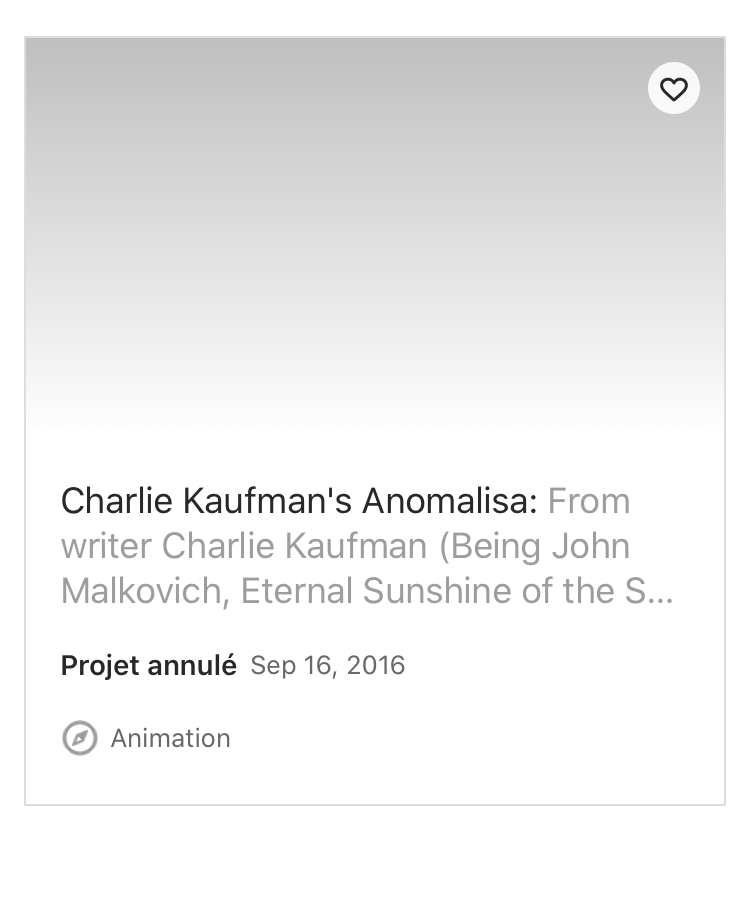 Charlie Kaufman's Anomalisa: From
writer Charlie Kaufman (Being John
Malkovich, Eternal Sunshine of the S...
Projet annulé Sep 16, 2016
Animation